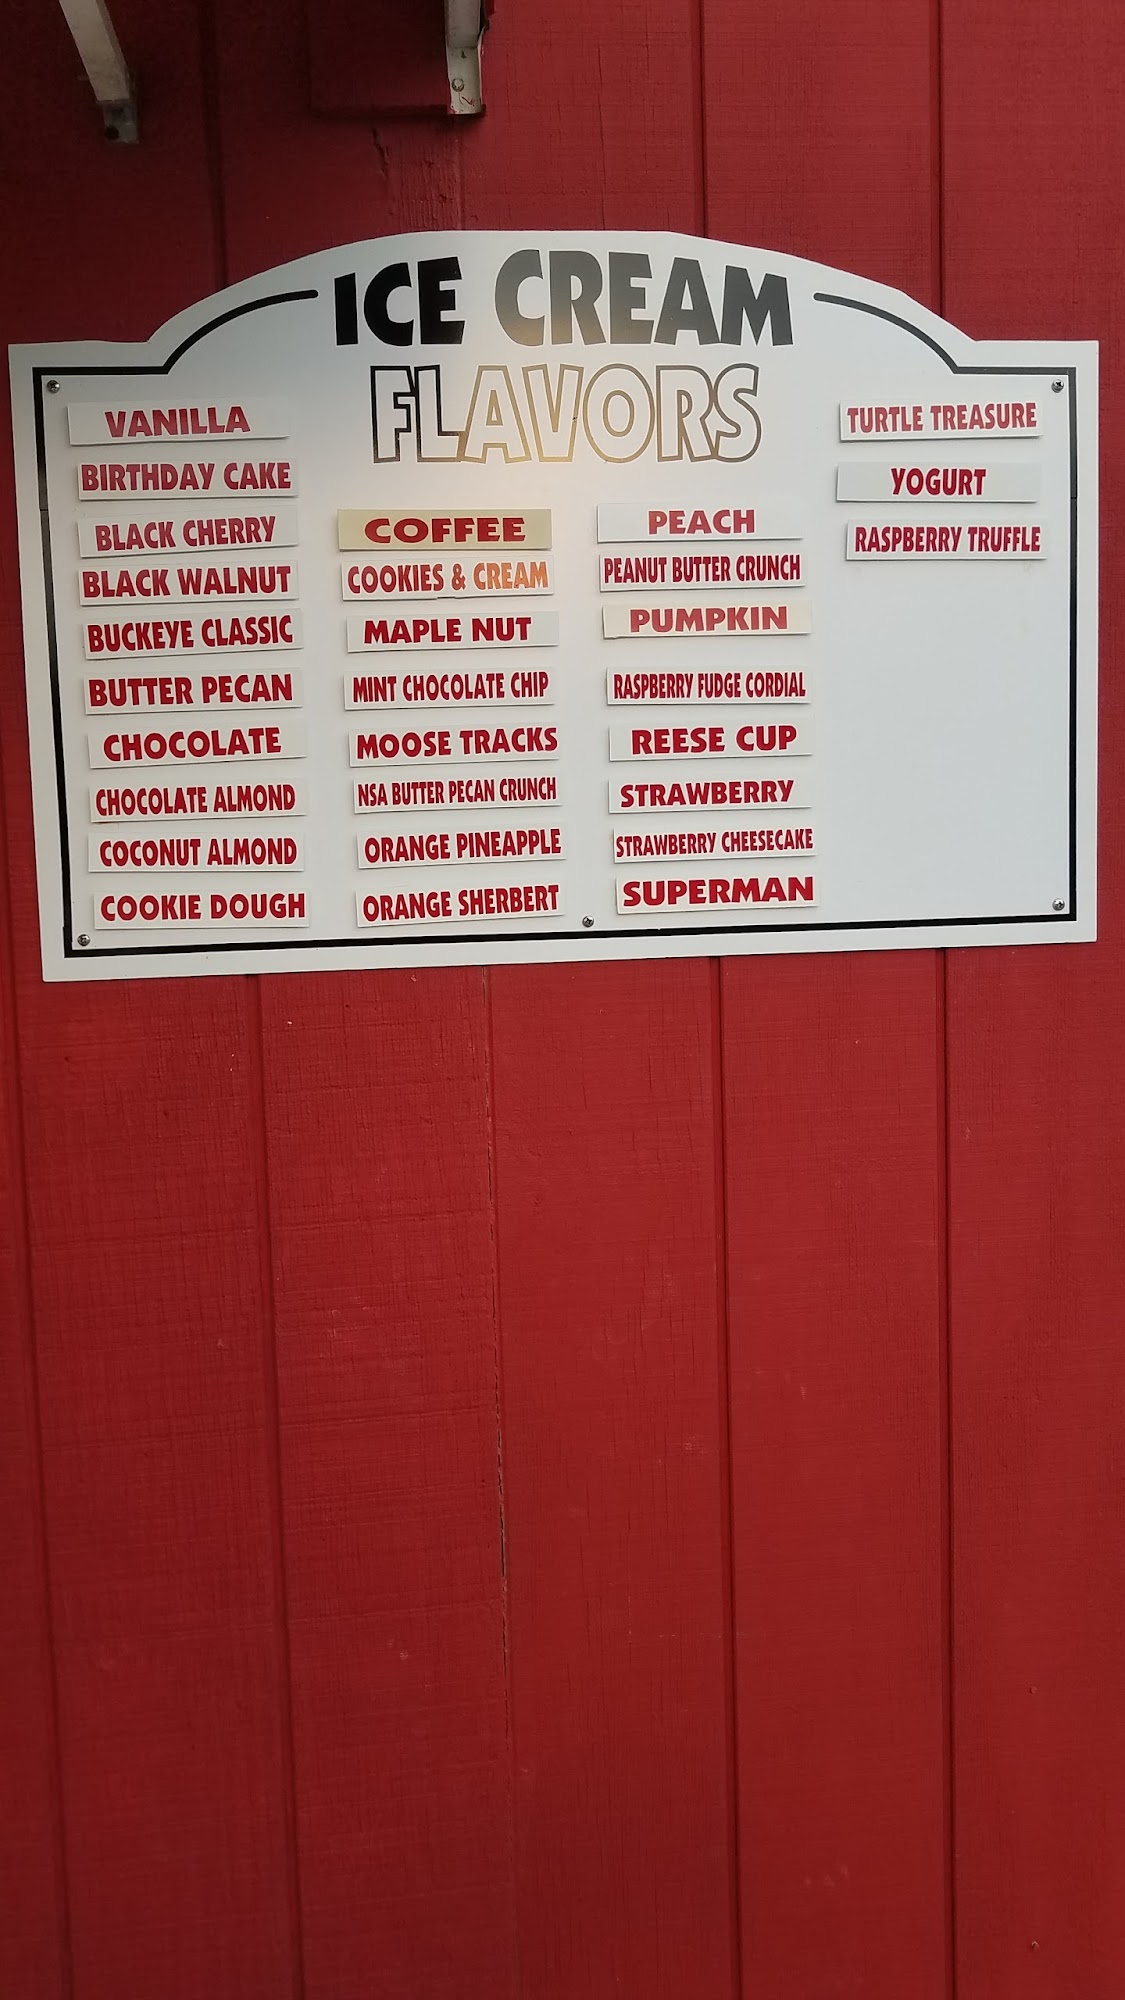 ICE CREAM
FLAVORS
VANILLA
BIRTHDAY CAKE
BLACK CHERRY
BLACK WALNUT
BUCKEYE CLASSIC
BUTTER PECAN
CHOCOLATE
CHOCOLATE ALMOND
COCONUT ALMOND
COOKIE DOUGH
COFFEE
COOKIES & CREAM
MAPLE NUT
MINT CHOCOLATE CHIP
MOOSE TRACKS
NSA BUTTER PECAN CRUNCH
ORANGE PINEAPPLE
ORANGE SHERBERT
PEACH
PEANUT BUTTER CRUNCH
PUMPKIN
RASPBERRY FUDGE CORDIAL
REESE CUP
STRAWBERRY
STRAWBERRY CHEESECAKE
SUPERMAN
TURTLE TREASURE
YOGURT
RASPBERRY TRUFFLE